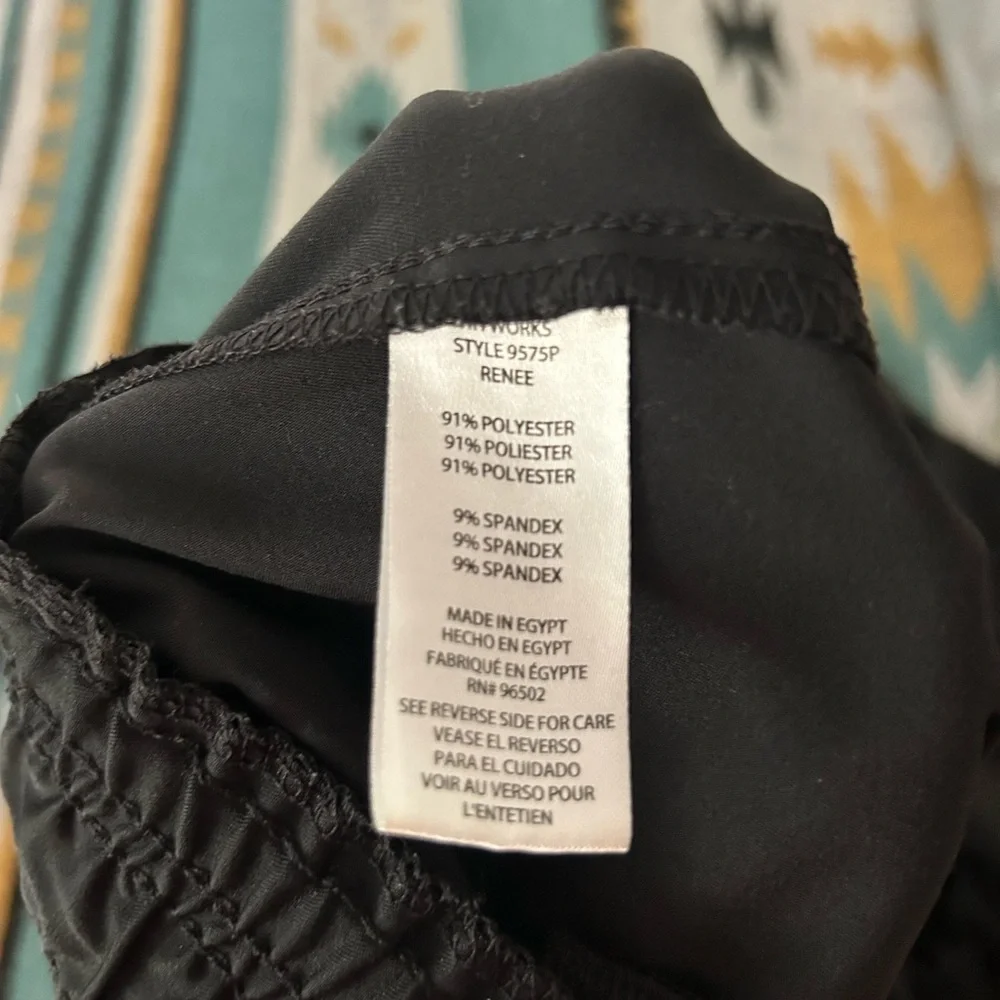 WORKS
STYLE 9575P
RENEE
91% POLYESTER
91% POLIESTER
91% POLYESTER
9% SPANDEX
9% SPANDEX
9% SPANDEX
MADE IN EGYPT
HECHO EN EGYPT
FABRIQUÉ EN ÉGYPTE
RN# 96502
SEE REVERSE SIDE FOR CARE
VEASE EL REVERSO
PARA EL CUIDADO
VOIR AU VERSO POUR
L'ENTETIEN